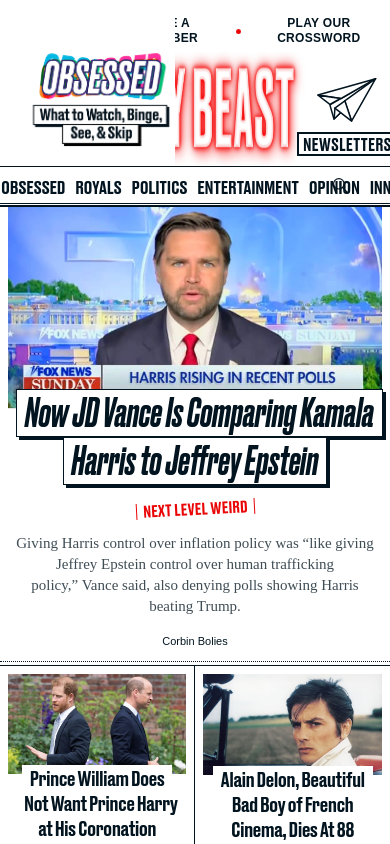 E A
BER
PLAY OUR
CROSSWORD
OBSESSED
What to Watch, Binge,
See, & Skip
Y BEAST
NEWSLETTERS
OBSESSED ROYALS POLITICS ENTERTAINMENT OPINION INN
FOX NEWS
SUNDAY
HARRIS RISING IN RECENT POLLS
FOX NEWS
SUNDAY
Now JD Vance Is Comparing Kamala
Harris to Jeffrey Epstein
NEXT LEVEL WEIRD
Giving Harris control over inflation policy was “like giving
Jeffrey Epstein control over human trafficking
policy,” Vance said, also denying polls showing Harris
beating Trump.
Corbin Bolies
Prince William Does
Not Want Prince Harry
at His Coronation
Alain Delon, Beautiful
Bad Boy of French
Cinema, Dies At 88